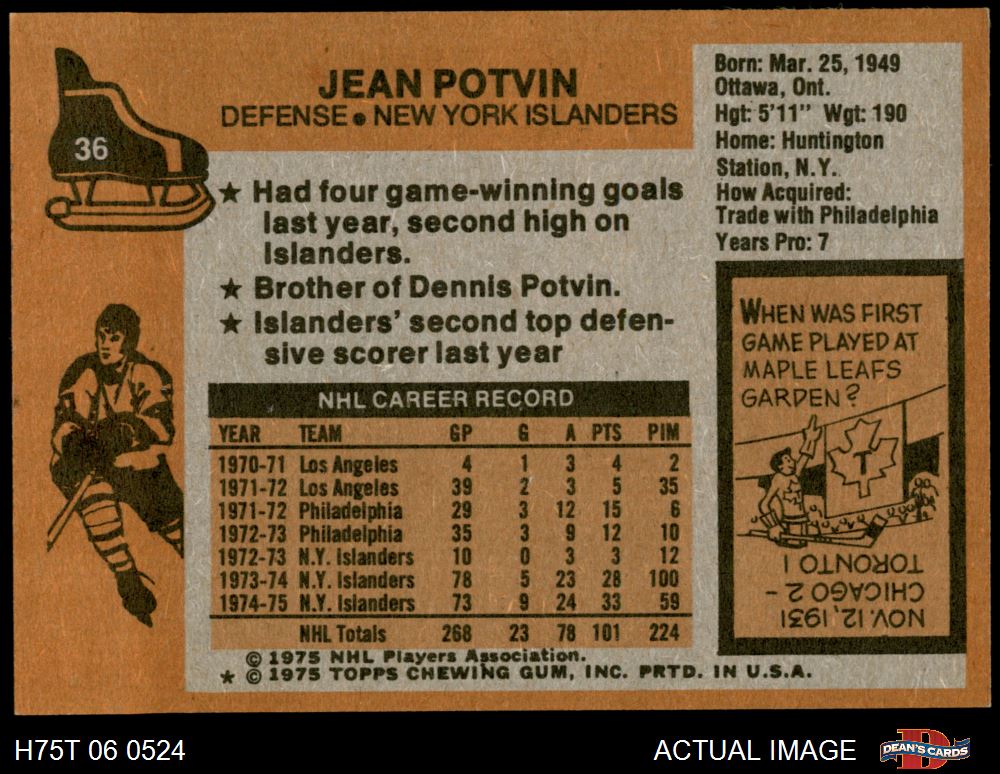 36
JEAN POTVIN
DEFENSE • NEW YORK ISLANDERS
★ Had four game-winning goals
last year, second high on
Islanders.
★ Brother of Dennis Potvin.
★ Islanders' second top defen-
sive scorer last year
NHL CAREER RECORD
YEAR TEAM GP G A PTS PIM
1970-71 Los Angeles 4 1 3 4 2
1971-72 Los Angeles 39 2 3 5 35
1971-72 Philadelphia 29 3 12 15 6
1972-73 Philadelphia 35 3 9 12 10
1972-73 N.Y. Islanders 10 0 3 3 12
1973-74 N.Y. Islanders 78 5 23 28 100
1974-75 N.Y. Islanders 73 9 24 33 59
NHL Totals 268 23 78 101 224
© 1975 NHL Players Association.
★ © 1975 TOPPS CHEWING GUM, INC. PRTD. IN U.S.A.
Born: Mar. 25, 1949
Ottawa, Ont.
Hgt: 5'11" Wgt: 190
Home: Huntington
Station, N.Y.
How Acquired:
Trade with Philadelphia
Years Pro: 7
WHEN WAS FIRST
GAME PLAYED AT
MAPLE LEAFS
GARDEN?
T
NOV. 12, 1931
CHICAGO 2 -
TORONTO 1
H75T 06 0524
ACTUAL IMAGE
DEAN'S CARDS